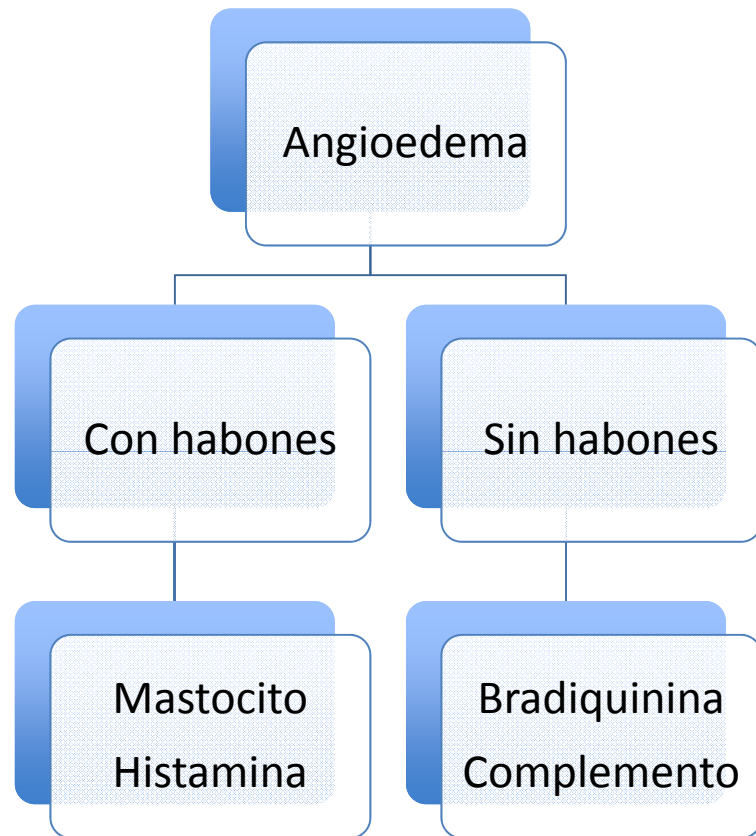 Angioedema
Con habones
Sin habones
Mastocito
Histamina
Bradiquinina
Complemento